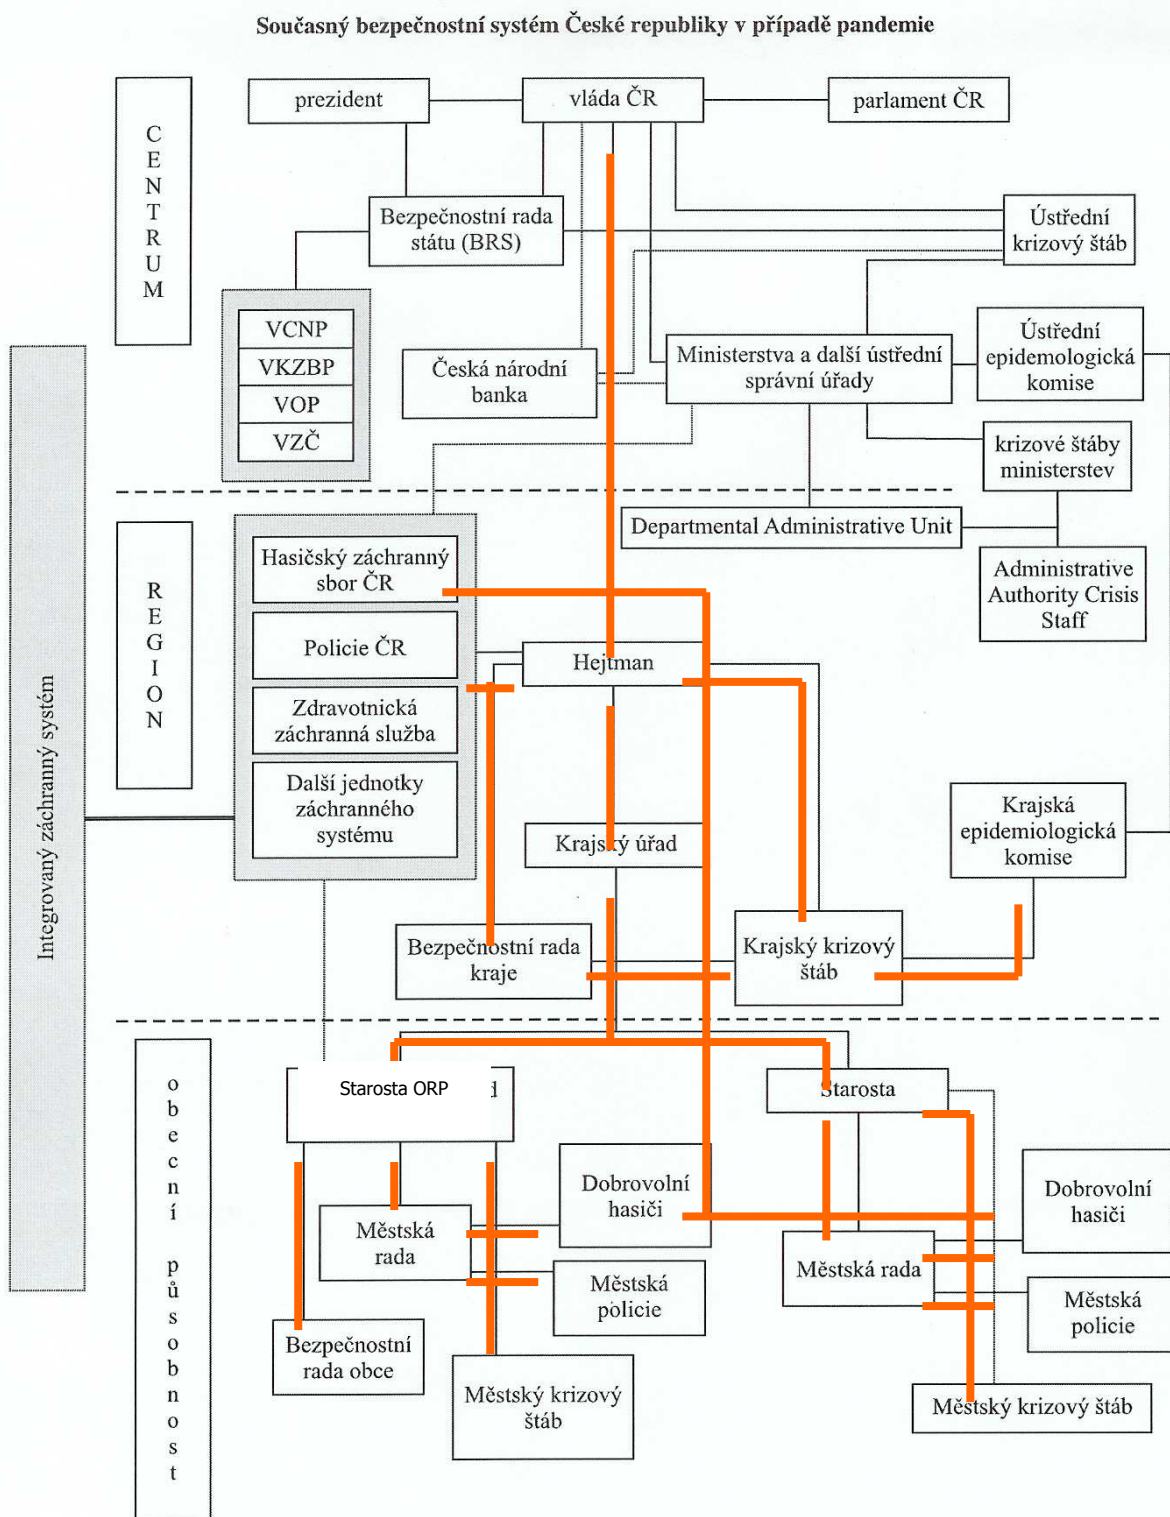 Současný bezpečnostní systém České republiky v případě pandemie
CENTRUM
prezident
vláda ČR
parlament ČR
Bezpečnostní rada
státu (BRS)
Ústřední
krizový štáb
VCNP
VKZBP
VOP
VZČ
Česká národní
banka
Ministerstva a další ústřední
správní úřady
Ústřední
epidemologická
komise
krizové štáby
ministerstev
Departmental Administrative Unit
Administrative
Authority Crisis
Staff
Integrovaný záchranný systém
REGION
Hasičský záchranný
sbor ČR
Policie ČR
Zdravotnická
záchranná služba
Další jednotky
záchranného
systému
Hejtman
Krajský úřad
Krajská
epidemiologická
komise
Bezpečnostní rada
kraje
Krajský krizový
štáb
obecní působnost
Starosta ORP d
Starosta
Dobrovolní
hasiči
Městská
rada
Městská
policie
Bezpečnostní
rada obce
Městský krizový
štáb
Dobrovolní
hasiči
Městská rada
Městská
policie
Městský krizový štáb